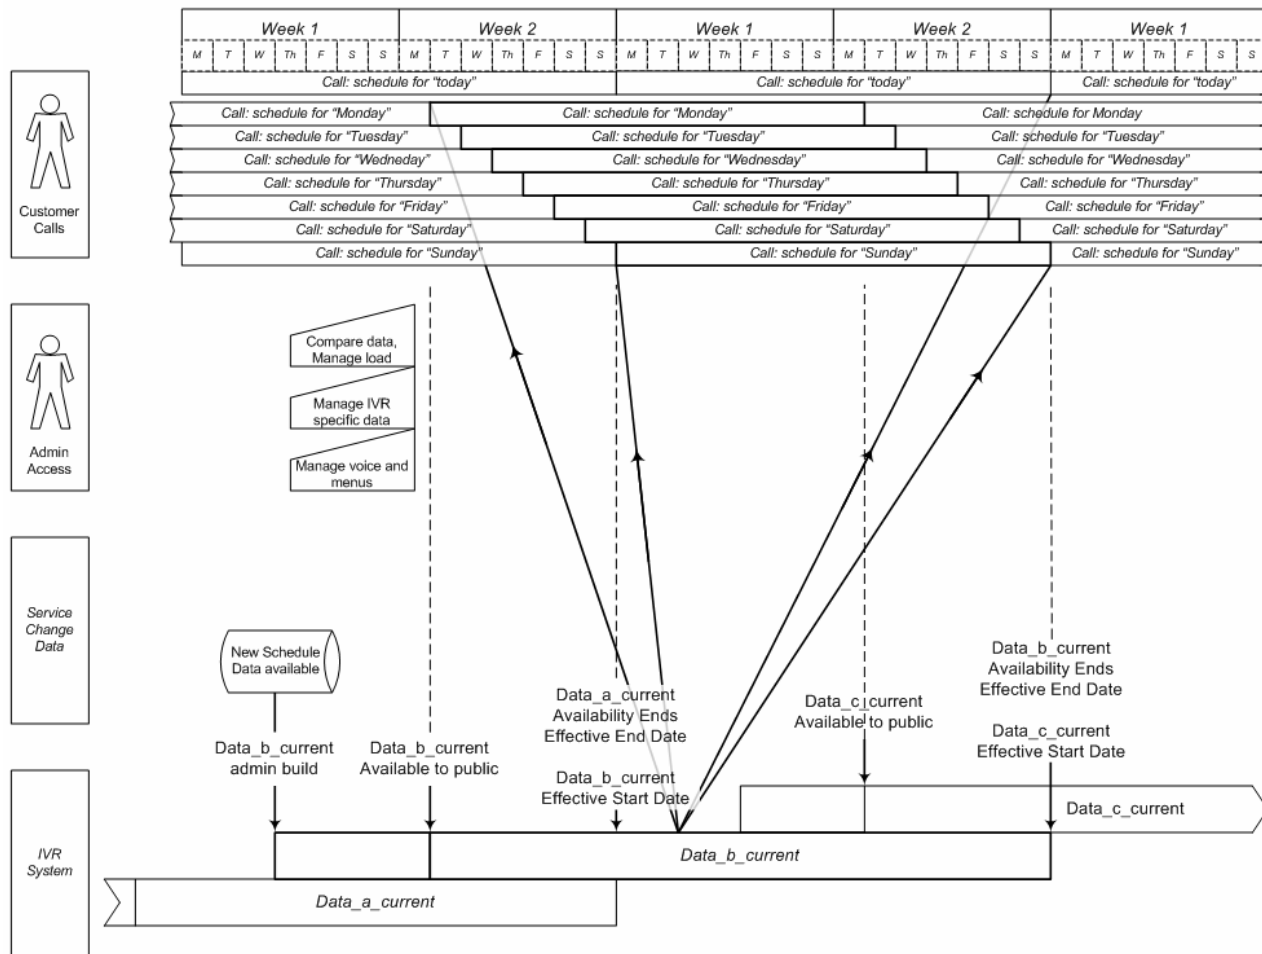 Week 1 Week 2 Week 1 Week 2 Week 1
M T W Th F S S M T W Th F S S M T W Th F S S M T W Th F S S M T W Th F S S
Call: schedule for “today” Call: schedule for “today” Call: schedule for “today”
Call: schedule for “Monday” Call: schedule for “Monday” Call: schedule for Monday
Call: schedule for “Tuesday” Call: schedule for “Tuesday” Call: schedule for “Tuesday”
Call: schedule for “Wedneday” Call: schedule for “Wednesday” Call: schedule for “Wednesday”
Call: schedule for “Thursday” Call: schedule for “Thursday” Call: schedule for “Thursday”
Call: schedule for “Friday” Call: schedule for “Friday” Call: schedule for “Friday”
Call: schedule for “Saturday” Call: schedule for “Saturday” Call: schedule for “Saturday”
Call: schedule for “Sunday” Call: schedule for “Sunday” Call: schedule for “Sunday”
Customer
Calls
Compare data,
Manage load
Manage IVR
specific data
Manage voice and
menus
Admin
Access
Service
Change
Data
New Schedule
Data available
Data_b_current
admin build
Data_b_current
Available to public
Data_a_current
Availability Ends
Effective End Date
Data_b_current
Effective Start Date
Data_c_current
Available to public
Data_b_current
Availability Ends
Effective End Date
Data_c_current
Effective Start Date
IVR
System
Data_c_current
Data_b_current
Data_a_current